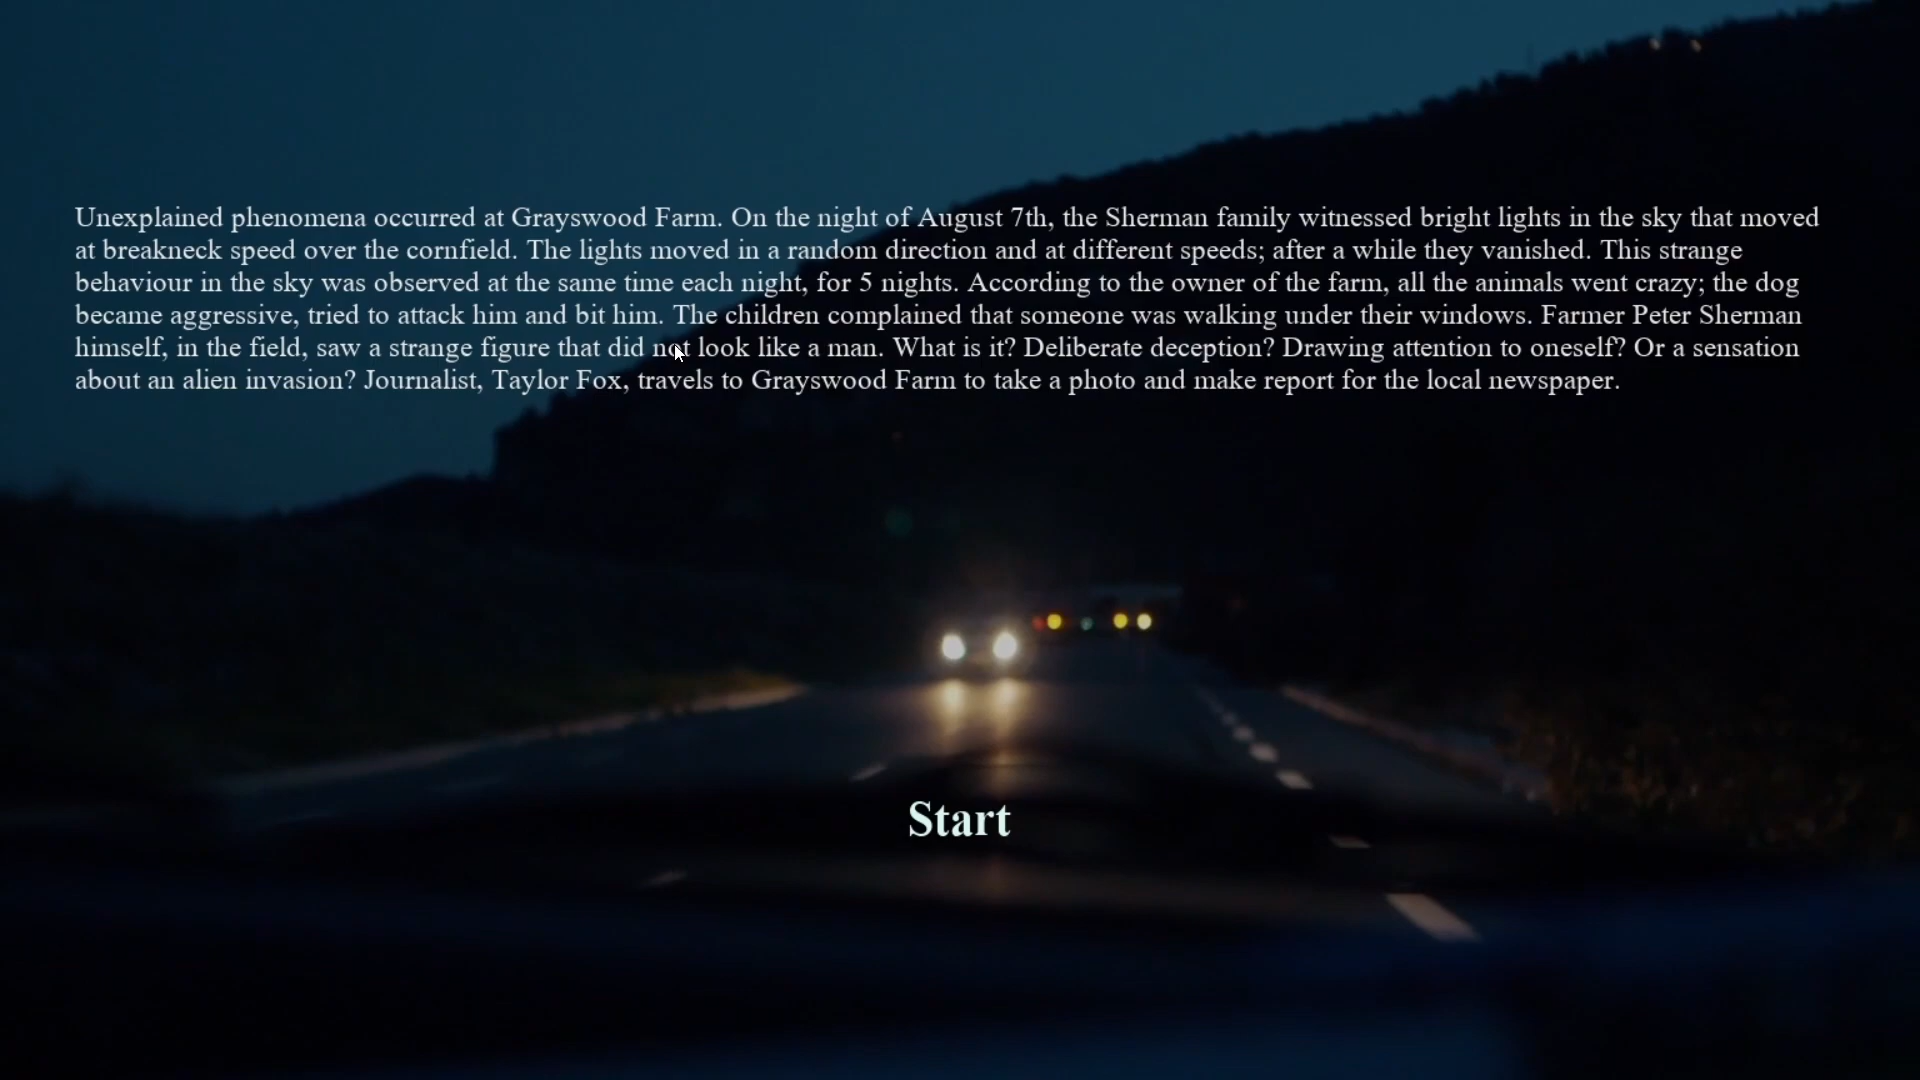 Unexplained phenomena occurred at Grayswood Farm. On the night of August 7th, the Sherman family witnessed bright lights in the sky that moved
at breakneck speed over the cornfield. The lights moved in a random direction and at different speeds; after a while they vanished. This strange
behaviour in the sky was observed at the same time each night, for 5 nights. According to the owner of the farm, all the animals went crazy; the dog
became aggressive, tried to attack him and bit him. The children complained that someone was walking under their windows. Farmer Peter Sherman
himself, in the field, saw a strange figure that did not look like a man. What is it? Deliberate deception? Drawing attention to oneself? Or a sensation
about an alien invasion? Journalist, Taylor Fox, travels to Grayswood Farm to take a photo and make report for the local newspaper.
Start